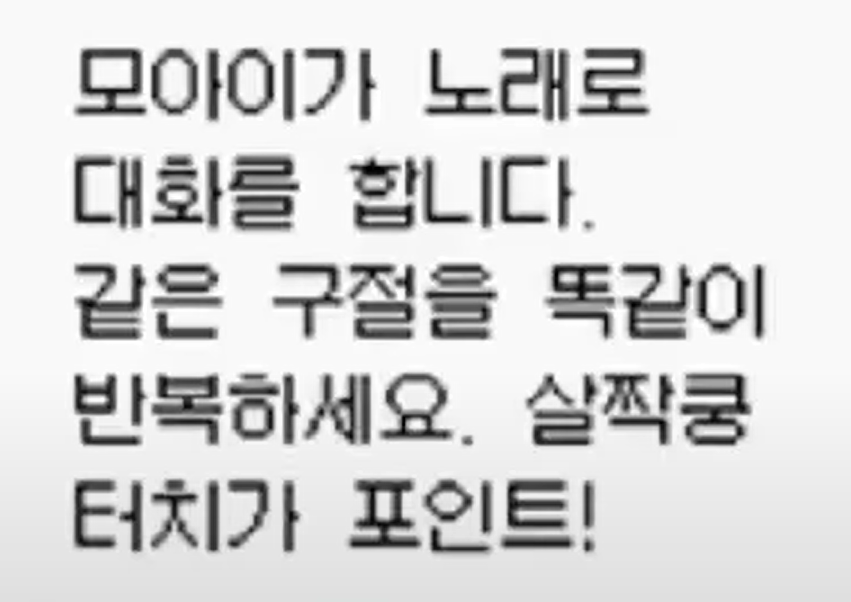 모아이가 노래로
대화를 합니다.
같은 구절을 똑같이
반복하세요. 살짝쿵
터치가 포인트!